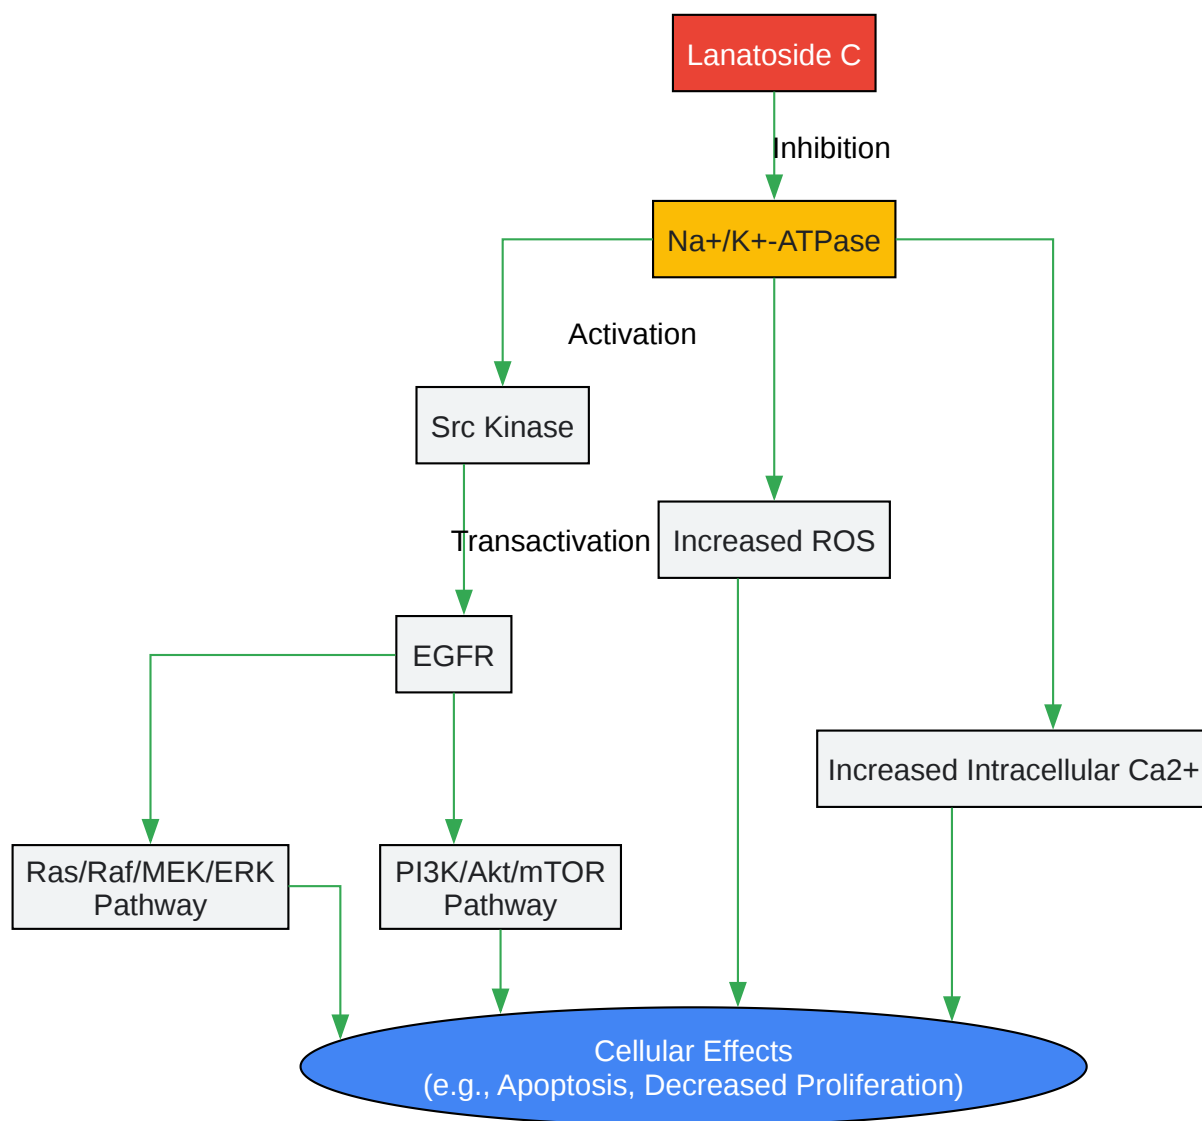 Lanatoside C
Inhibition
Na+/K+-ATPase
Activation
Src Kinase
Transactivation
Increased ROS
EGFR
Increased Intracellular Ca2+
Ras/Raf/MEK/ERK
Pathway
PI3K/Akt/mTOR
Pathway
Cellular Effects
(e.g., Apoptosis, Decreased Proliferation)